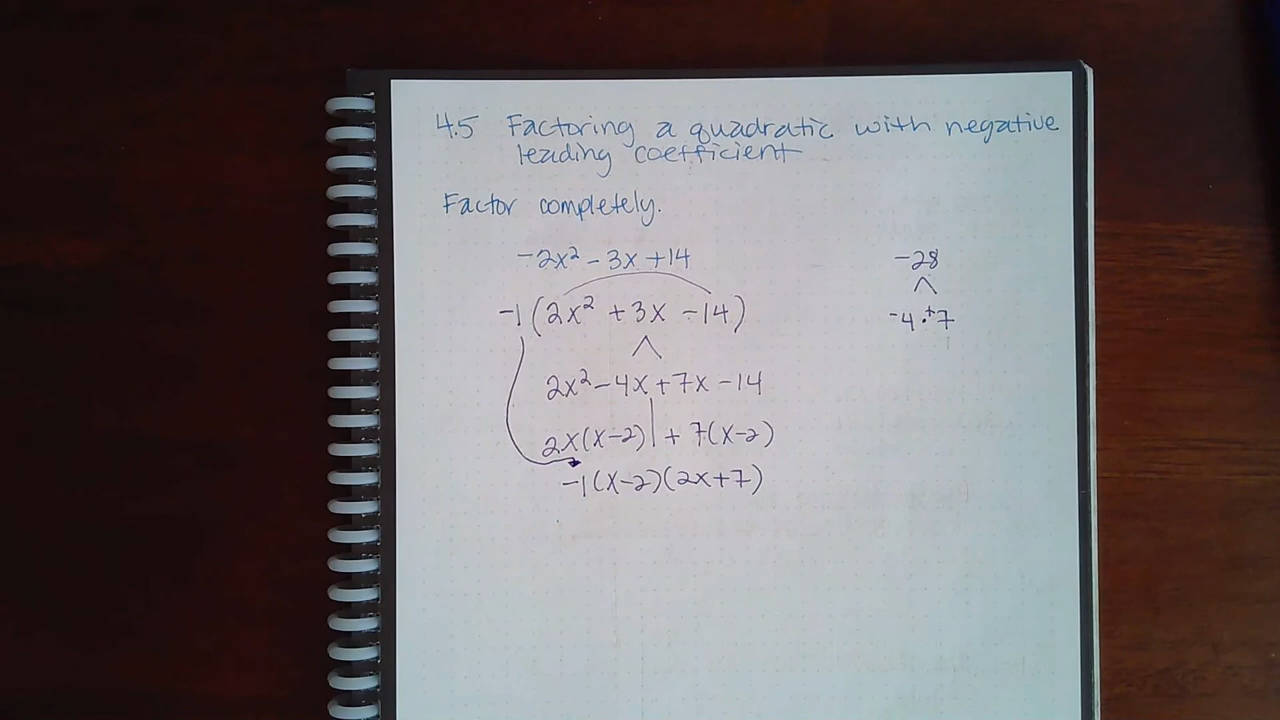 4.5 Factoring a quadratic with negative
leading coefficient
Factor completely.
-2x² - 3x + 14
-1(2x² + 3x - 14)
2x² - 4x + 7x - 14
2x(x-2) + 7(x-2)
-1(x-2)(2x+7)
-28
-4 · +7